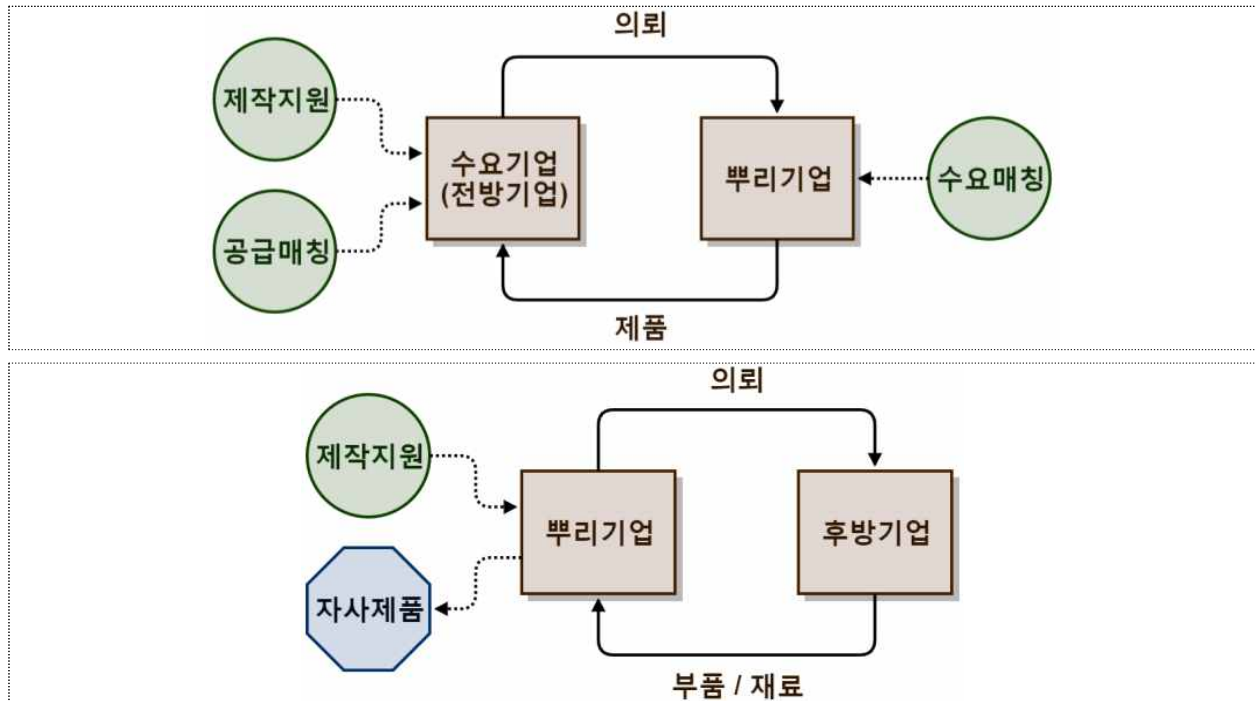 의뢰
제작지원
수요기업
(전방기업)
뿌리기업
수요매칭
공급매칭
제품
의뢰
제작지원
뿌리기업
후방기업
자사제품
부품 / 재료